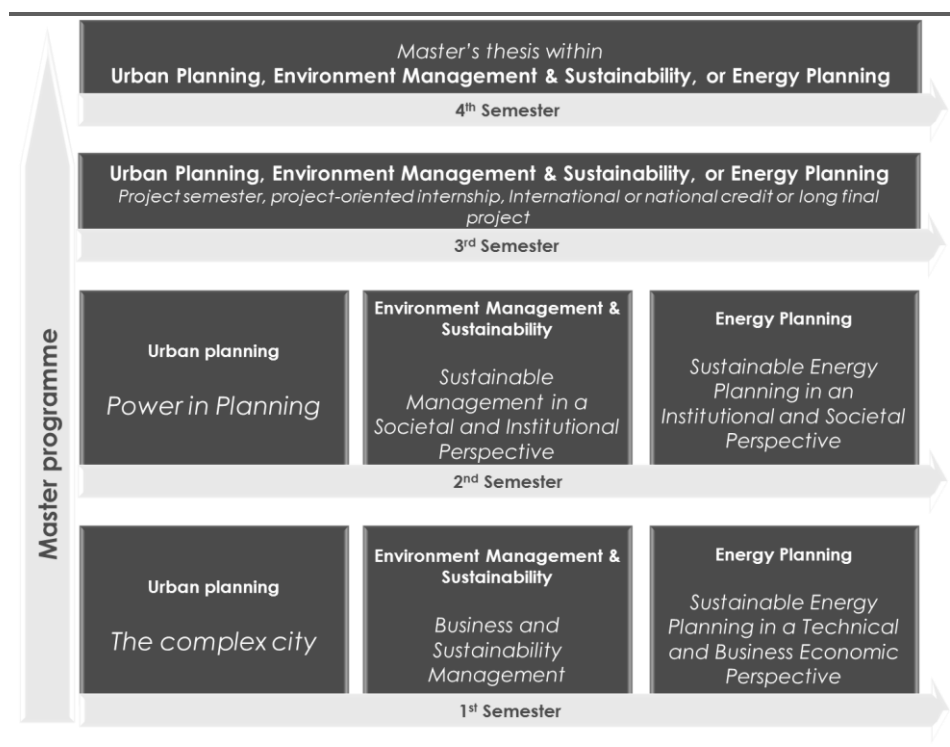 Master's thesis within
Urban Planning, Environment Management & Sustainability, or Energy Planning
4th Semester
Urban Planning, Environment Management & Sustainability, or Energy Planning
Project semester, project-oriented internship, International or national credit or long final
project
3rd Semester
Urban planning
Power in Planning
Environment Management &
Sustainability
Sustainable
Management in a
Societal and Institutional
Perspective
Energy Planning
Sustainable Energy
Planning in an
Institutional and Societal
Perspective
2nd Semester
Urban planning
The complex city
Environment Management &
Sustainability
Business and
Sustainability
Management
Energy Planning
Sustainable Energy
Planning in a Technical
and Business Economic
Perspective
1st Semester
Master programme